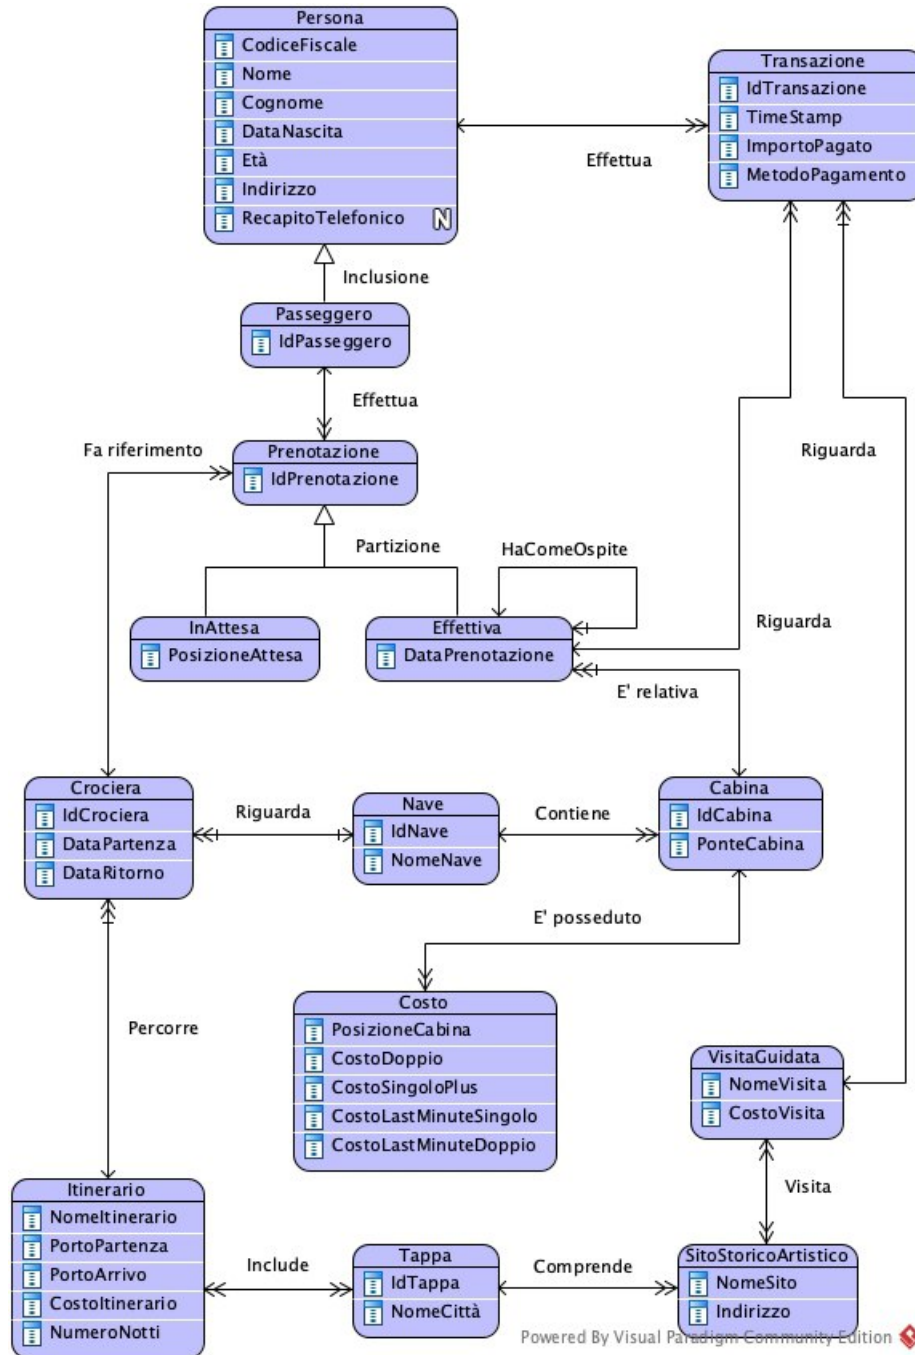 Persona
CodiceFiscale
Nome
Cognome
DataNascita
Età
Indirizzo
RecapitoTelefonico N
Transazione
IdTransazione
TimeStamp
ImportoPagato
MetodoPagamento
Effettua
Inclusione
Passeggero
IdPasseggero
Effettua
Fa riferimento
Prenotazione
IdPrenotazione
Riguarda
Partizione
HaComeOspite
InAttesa
PosizioneAttesa
Effettiva
DataPrenotazione
Riguarda
E' relativa
Crociera
IdCrociera
DataPartenza
DataRitorno
Riguarda
Nave
IdNave
NomeNave
Contiene
Cabina
IdCabina
PonteCabina
E' posseduto
Costo
PosizioneCabina
CostoDoppio
CostoSingoloPlus
CostoLastMinuteSingolo
CostoLastMinuteDoppio
Percorre
VisitaGuidata
NomeVisita
CostoVisita
Visita
Itinerario
NomeItinerario
PortoPartenza
PortoArrivo
CostoItinerario
NumeroNotti
Include
Tappa
IdTappa
NomeCittà
Comprende
SitoStoricoArtistico
NomeSito
Indirizzo
Powered By Visual Paradigm Community Edition